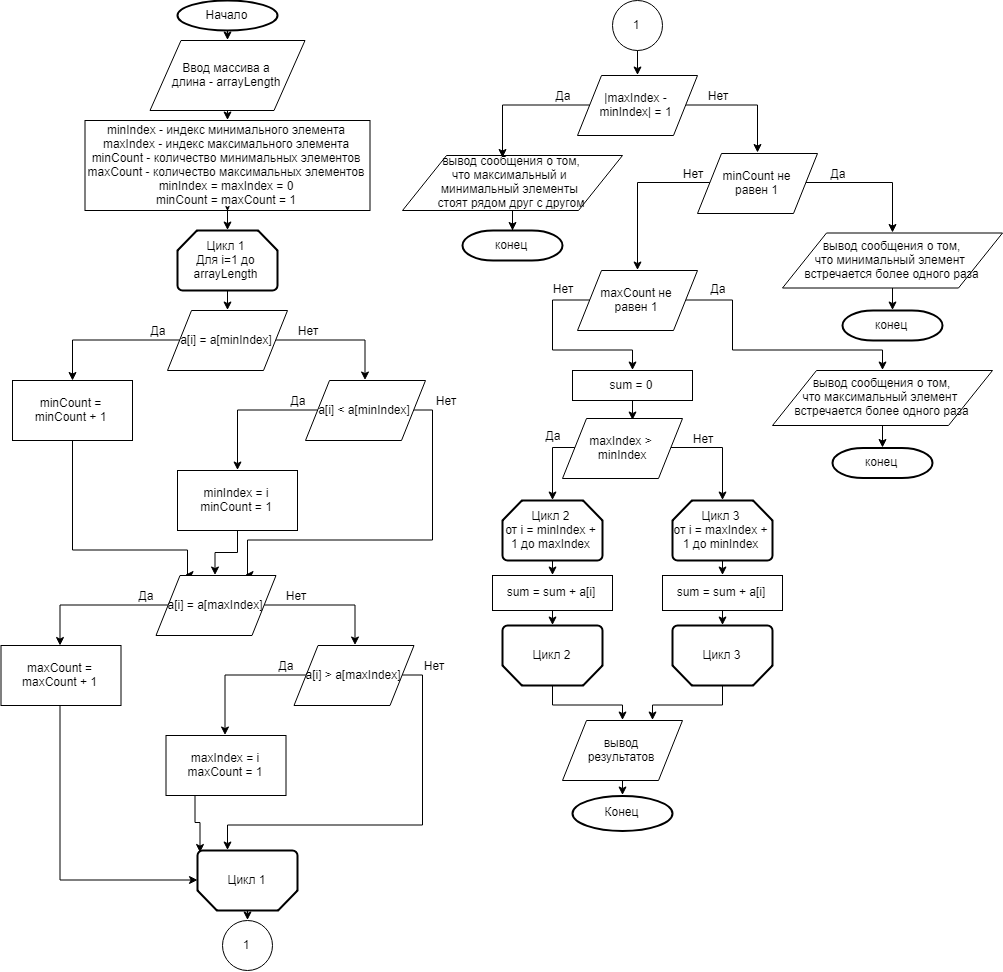 Начало
Ввод массива a
длина - arrayLength
minIndex - индекс минимального элемента
maxIndex - индекс максимального элемента
minCount - количество минимальных элементов
maxCount - количество максимальных элементов
minIndex = maxIndex = 0
minCount = maxCount = 1
Цикл 1
Для i=1 до
arrayLength
Да
a[i] = a[minIndex]
Нет
minCount =
minCount + 1
Да
a[i] < a[minIndex]
Нет
minIndex = i
minCount = 1
Да
a[i] = a[maxIndex]
Нет
maxCount =
maxCount + 1
Да
a[i] > a[maxIndex]
Нет
maxIndex = i
maxCount = 1
Цикл 1
1
1
Да
|maxIndex -
minIndex| = 1
Нет
вывод сообщения о том,
что максимальный и
минимальный элементы
стоят рядом друг с другом
конец
Нет
minCount не
равен 1
Да
вывод сообщения о том,
что минимальный элемент
встречается более одного раза
конец
Нет
maxCount не
равен 1
Да
вывод сообщения о том,
что максимальный элемент
встречается более одного раза
конец
sum = 0
Да
maxIndex >
minIndex
Нет
Цикл 2
от i = minIndex +
1 до maxIndex
Цикл 3
от i = maxIndex +
1 до minIndex
sum = sum + a[i]
sum = sum + a[i]
Цикл 2
Цикл 3
вывод
результатов
Конец